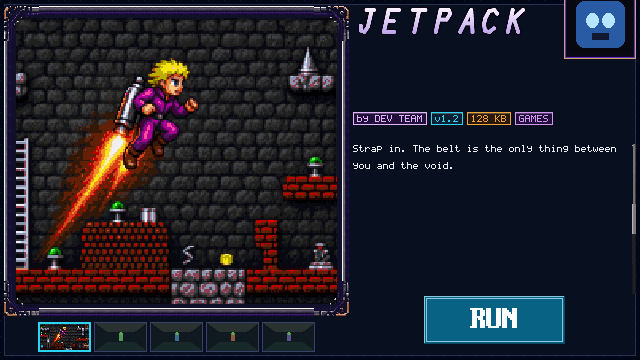 JETPACK
by DEV TEAM v1.2 128 KB GAMES
Strap in. The belt is the only thing between
you and the void.
RUN